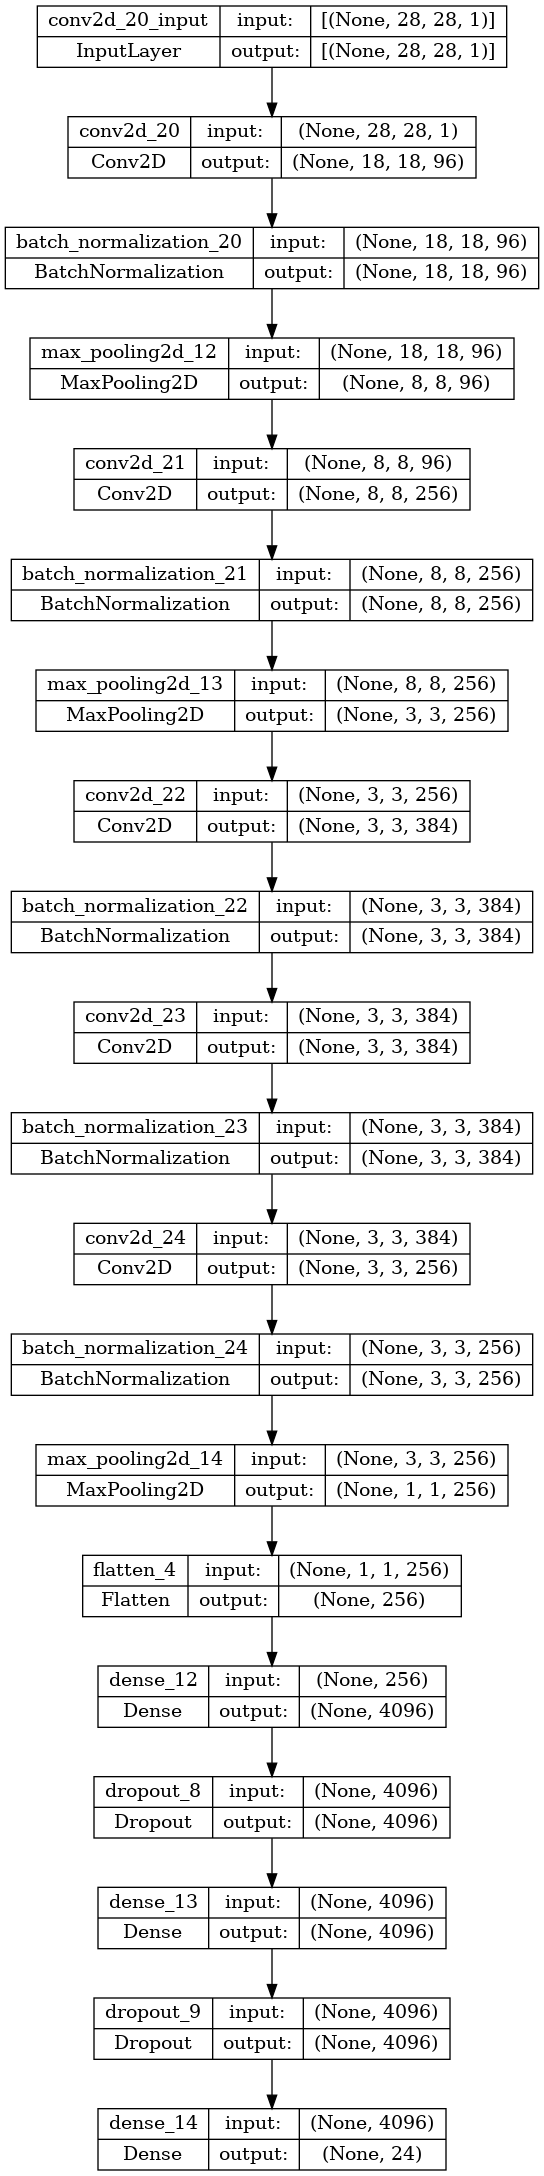 conv2d_20_input input: [(None, 28, 28, 1)]
InputLayer output: [(None, 28, 28, 1)]
conv2d_20 input: (None, 28, 28, 1)
Conv2D output: (None, 18, 18, 96)
batch_normalization_20 input: (None, 18, 18, 96)
BatchNormalization output: (None, 18, 18, 96)
max_pooling2d_12 input: (None, 18, 18, 96)
MaxPooling2D output: (None, 8, 8, 96)
conv2d_21 input: (None, 8, 8, 96)
Conv2D output: (None, 8, 8, 256)
batch_normalization_21 input: (None, 8, 8, 256)
BatchNormalization output: (None, 8, 8, 256)
max_pooling2d_13 input: (None, 8, 8, 256)
MaxPooling2D output: (None, 3, 3, 256)
conv2d_22 input: (None, 3, 3, 256)
Conv2D output: (None, 3, 3, 384)
batch_normalization_22 input: (None, 3, 3, 384)
BatchNormalization output: (None, 3, 3, 384)
conv2d_23 input: (None, 3, 3, 384)
Conv2D output: (None, 3, 3, 384)
batch_normalization_23 input: (None, 3, 3, 384)
BatchNormalization output: (None, 3, 3, 384)
conv2d_24 input: (None, 3, 3, 384)
Conv2D output: (None, 3, 3, 256)
batch_normalization_24 input: (None, 3, 3, 256)
BatchNormalization output: (None, 3, 3, 256)
max_pooling2d_14 input: (None, 3, 3, 256)
MaxPooling2D output: (None, 1, 1, 256)
flatten_4 input: (None, 1, 1, 256)
Flatten output: (None, 256)
dense_12 input: (None, 256)
Dense output: (None, 4096)
dropout_8 input: (None, 4096)
Dropout output: (None, 4096)
dense_13 input: (None, 4096)
Dense output: (None, 4096)
dropout_9 input: (None, 4096)
Dropout output: (None, 4096)
dense_14 input: (None, 4096)
Dense output: (None, 24)